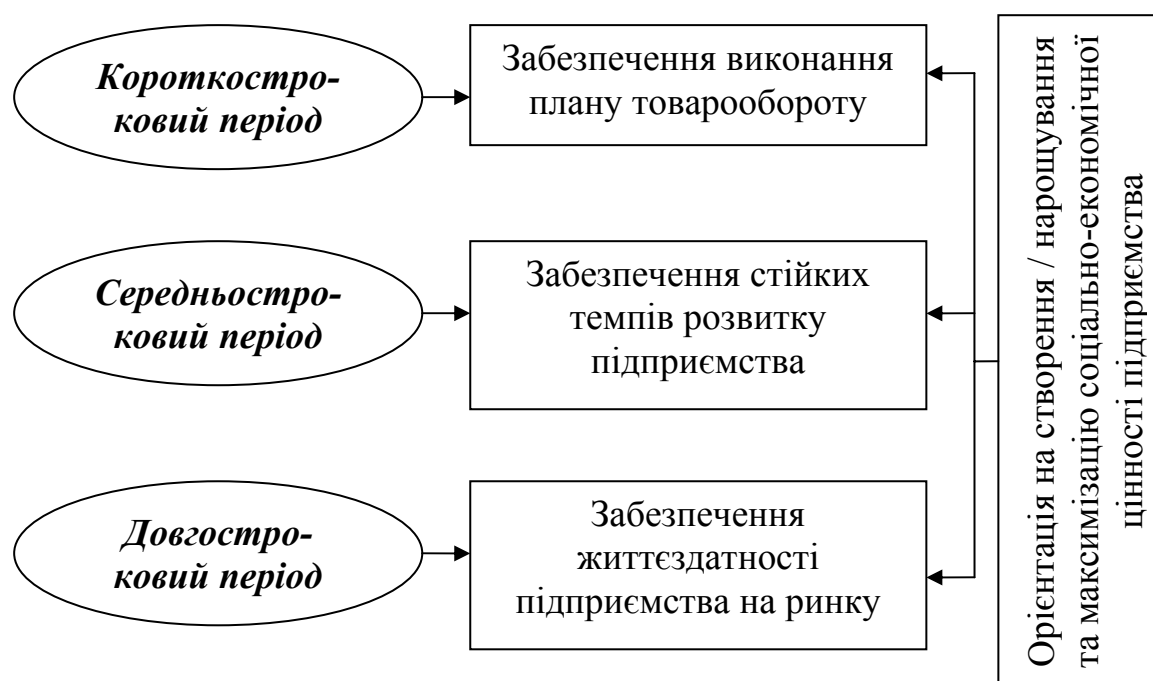 Короткостро-
ковий період
Забезпечення виконання
плану товарообороту
Середньостро-
ковий період
Забезпечення стійких
темпів розвитку
підприємства
Довгостро-
ковий період
Забезпечення
життєздатності
підприємства на ринку
Орієнтація на створення / нарощування
та максимізацію соціально-економічної
цінності підприємства